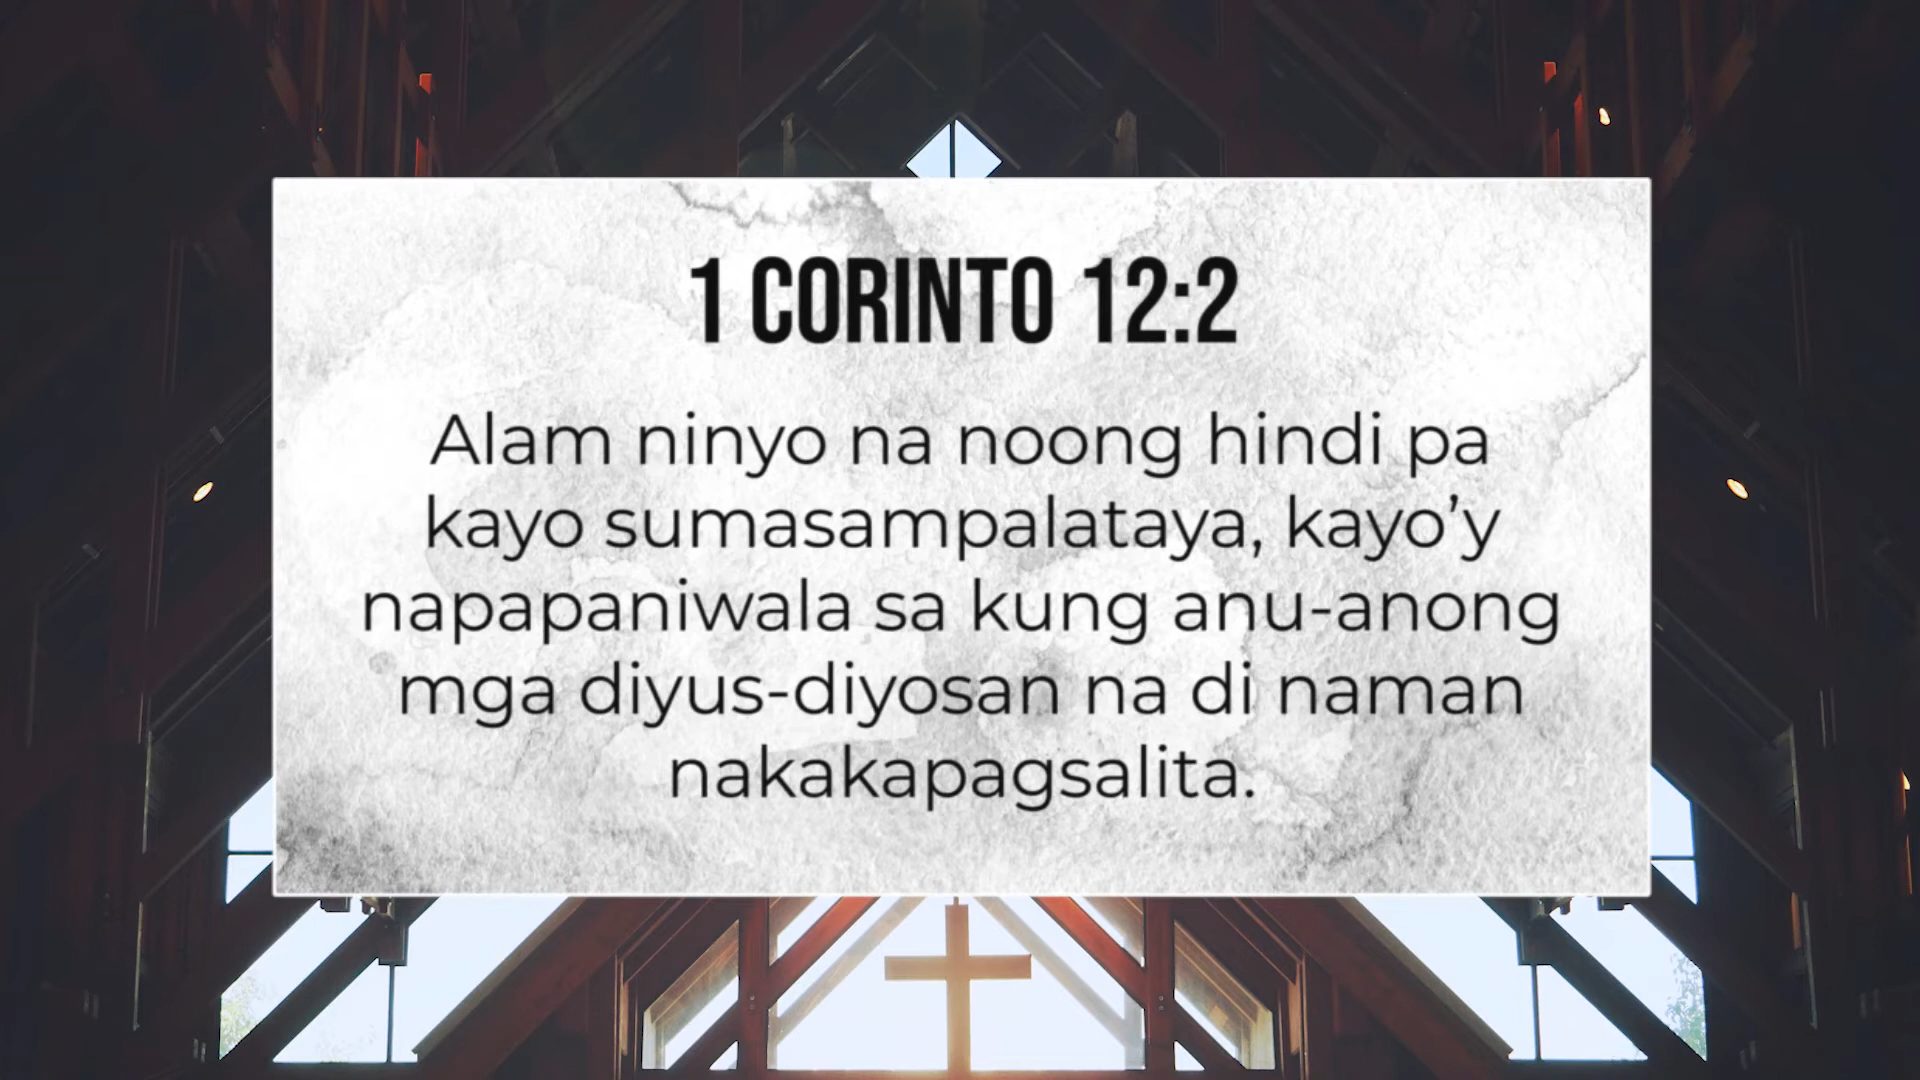 1 CORINTO 12:2
Alam ninyo na noong hindi pa
kayo sumasampalataya, kayo’y
napapaniwala sa kung anu-anong
mga diyus-diyosan na di naman
nakakapagsalita.